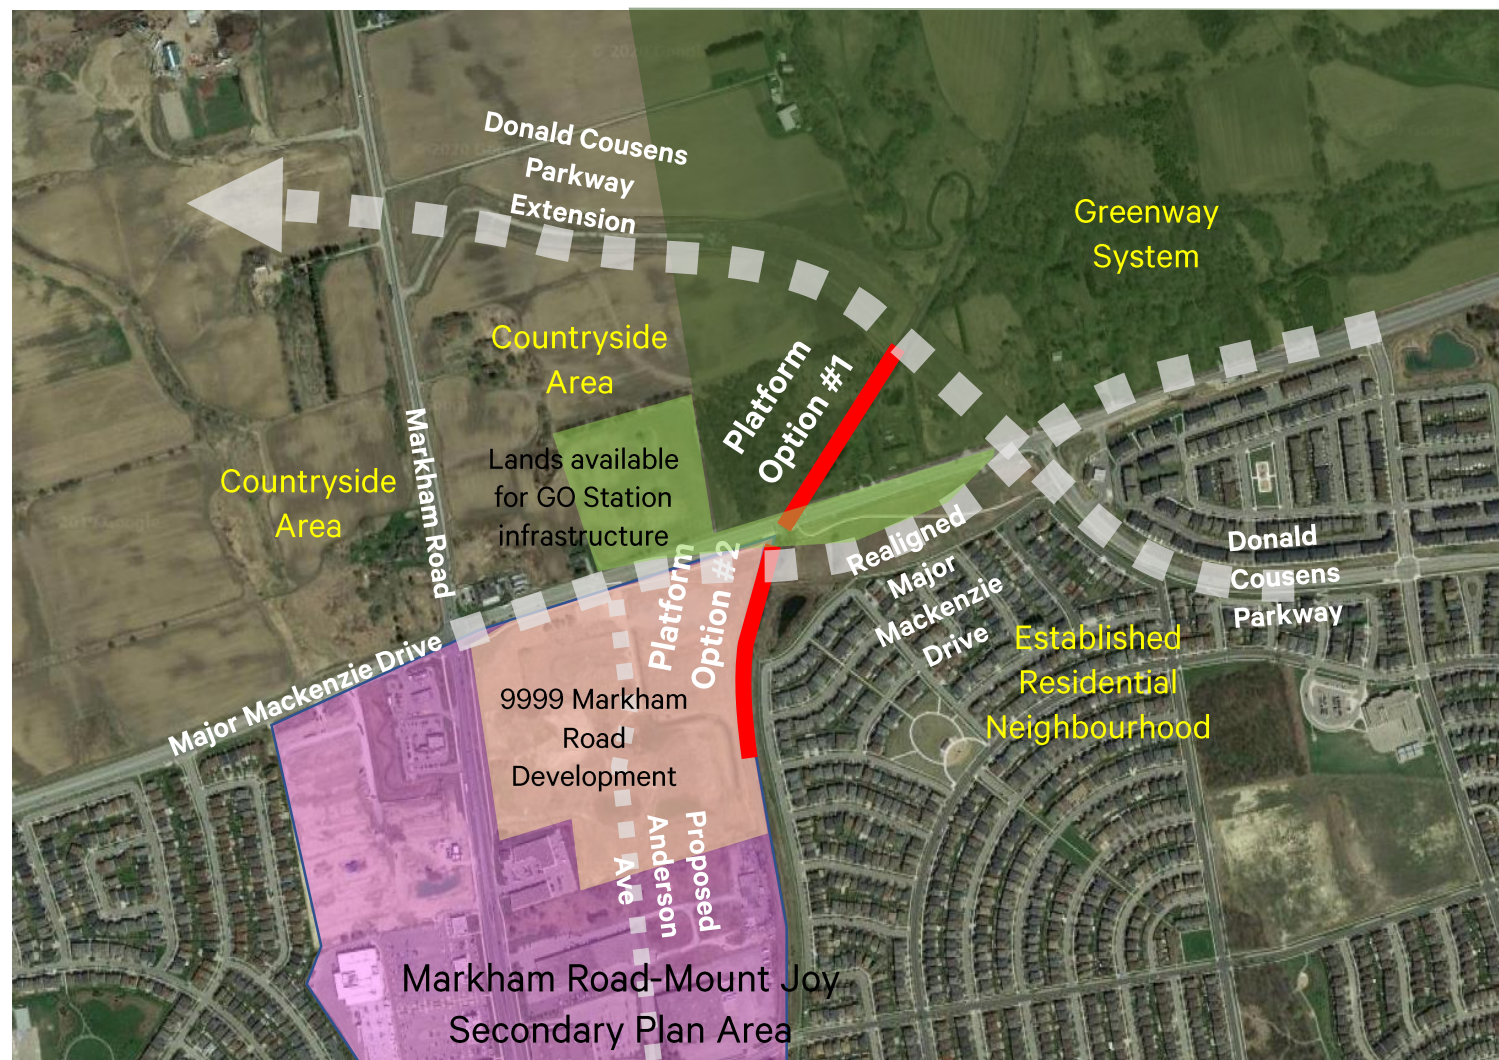 Donald Cousens
Parkway
Extension
Greenway
System
Countryside
Area
Platform
Option #1
Lands available
for GO Station
infrastructure
Countryside
Area
Markham Road
Realigned
Major
Mackenzie
Drive
Donald
Cousens
Parkway
Platform
Option #2
Established
Residential
Neighbourhood
Major Mackenzie Drive
9999 Markham
Road
Development
Proposed
Anderson
Ave
Markham Road-Mount Joy
Secondary Plan Area